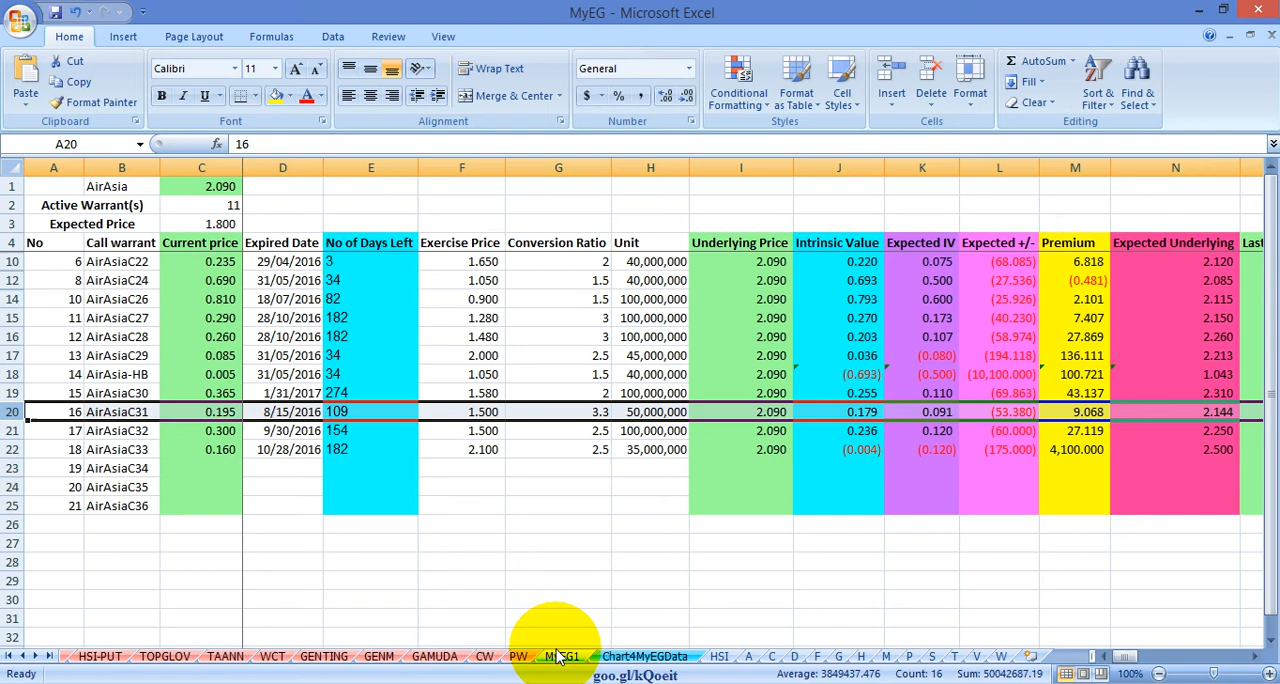 MyEG - Microsoft Excel
Home Insert Page Layout Formulas Data Review View
Paste Cut Copy Format Painter Clipboard
Calibri 11 Font
Wrap Text Merge & Center Alignment
General Number
Conditional Formatting Format as Table Cell Styles Styles
Insert Delete Format Cells
AutoSum Fill Clear Sort & Filter Find & Select Editing
A20 fx 16
A B C D E F G H I J K L M N
1 AirAsia 2.090
2 Active Warrant(s) 11
3 Expected Price 1.800
4 No Call warrant Current price Expired Date No of Days Left Exercise Price Conversion Ratio Unit Underlying Price Intrinsic Value Expected IV Expected +/- Premium Expected Underlying Last
10 6 AirAsiaC22 0.235 29/04/2016 3 1.650 2 40,000,000 2.090 0.220 0.075 (68.085) 6.818 2.120
12 8 AirAsiaC24 0.690 31/05/2016 34 1.050 1.5 40,000,000 2.090 0.693 0.500 (27.536) (0.481) 2.085
14 10 AirAsiaC26 0.810 18/07/2016 82 0.900 1.5 100,000,000 2.090 0.793 0.600 (25.926) 2.101 2.115
15 11 AirAsiaC27 0.290 28/10/2016 182 1.280 3 100,000,000 2.090 0.270 0.173 (40.230) 7.407 2.150
16 12 AirAsiaC28 0.260 28/10/2016 182 1.480 3 100,000,000 2.090 0.203 0.107 (58.974) 27.869 2.260
17 13 AirAsiaC29 0.085 31/05/2016 34 2.000 2.5 45,000,000 2.090 0.036 (0.080) (194.118) 136.111 2.213
18 14 AirAsia-HB 0.005 31/05/2016 34 1.050 1.5 40,000,000 2.090 (0.693) (0.500) (10,100.000) 100.721 1.043
19 15 AirAsiaC30 0.365 1/31/2017 274 1.580 2 100,000,000 2.090 0.255 0.110 (69.863) 43.137 2.310
20 16 AirAsiaC31 0.195 8/15/2016 109 1.500 3.3 50,000,000 2.090 0.179 0.091 (53.380) 9.068 2.144
21 17 AirAsiaC32 0.300 9/30/2016 154 1.500 2.5 100,000,000 2.090 0.236 0.120 (60.000) 27.119 2.250
22 18 AirAsiaC33 0.160 10/28/2016 182 2.100 2.5 35,000,000 2.090 (0.004) (0.120) (175.000) 4,100.000 2.500
23 19 AirAsiaC34
24 20 AirAsiaC35
25 21 AirAsiaC36
26
27
28
29
30
31
32
HSI-PUT TOPGLOV TAANN WCT GENTING GENM GAMUDA CW PW MyEG1 Chart4MyEGData HSI A C D F G H M P S T V W
Ready goo.gl/kQoeit Average: 3849437.476 Count: 16 Sum: 50042687.19 100%